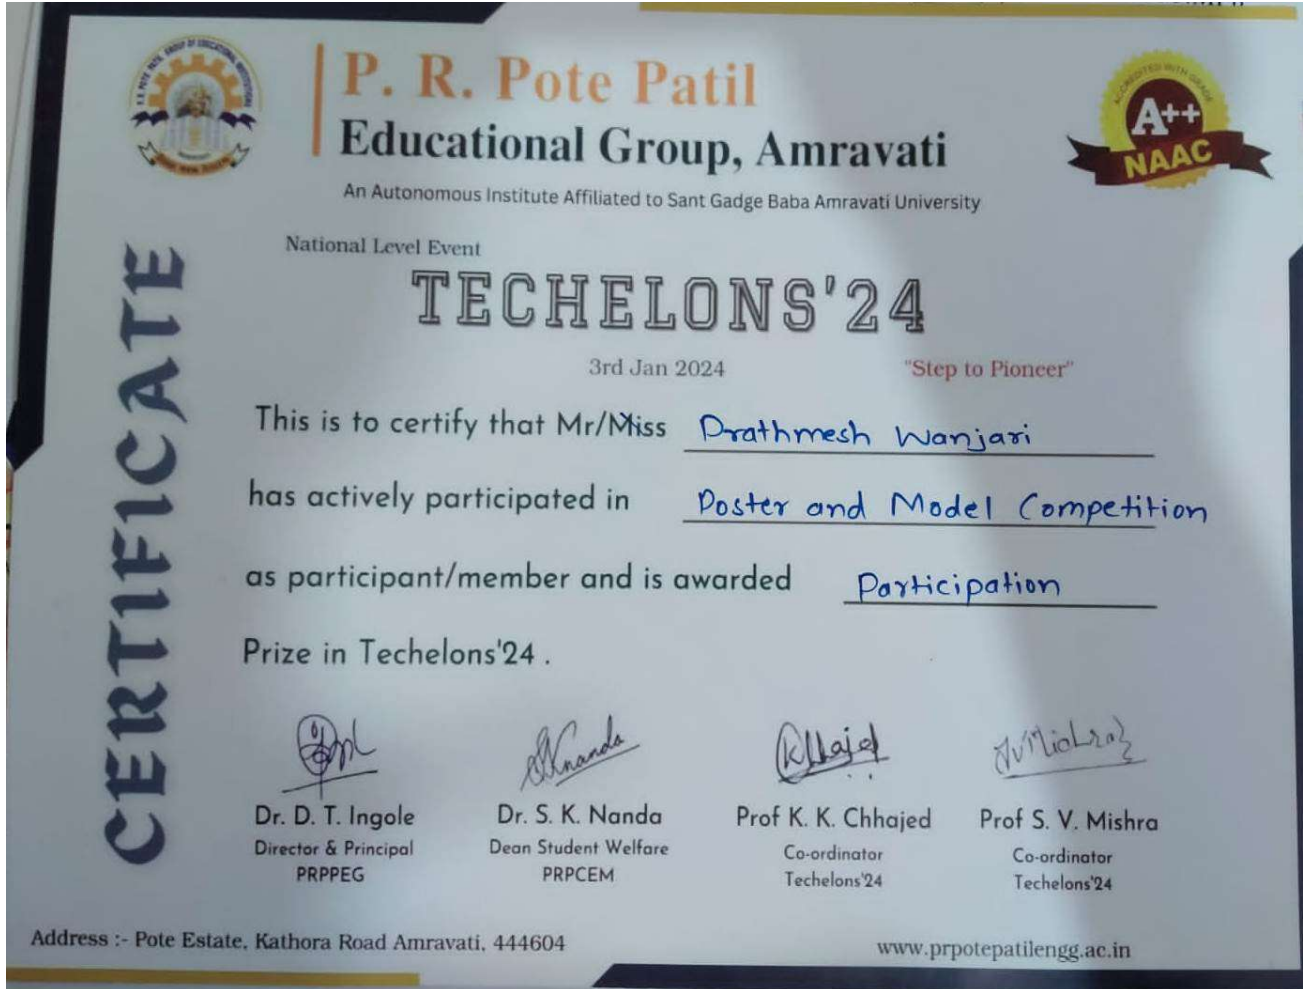 P. R. Pote Patil
Educational Group, Amravati
An Autonomous Institute Affiliated to Sant Gadge Baba Amravati University
ACCREDITED WITH GRADE
A++
NAAC
National Level Event
TECHELONS'24
3rd Jan 2024
"Step to Pioneer"
CERTIFICATE
This is to certify that Mr/Miss Prathmesh Wanjari
has actively participated in Poster and Model Competition
as participant/member and is awarded Participation
Prize in Techelons'24 .
Dr. D. T. Ingole
Director & Principal
PRPPEG
Dr. S. K. Nanda
Dean Student Welfare
PRPCEM
Prof K. K. Chhajed
Co-ordinator
Techelons'24
Prof S. V. Mishra
Co-ordinator
Techelons'24
Address :- Pote Estate, Kathora Road Amravati, 444604
www.prpotepatilengg.ac.in